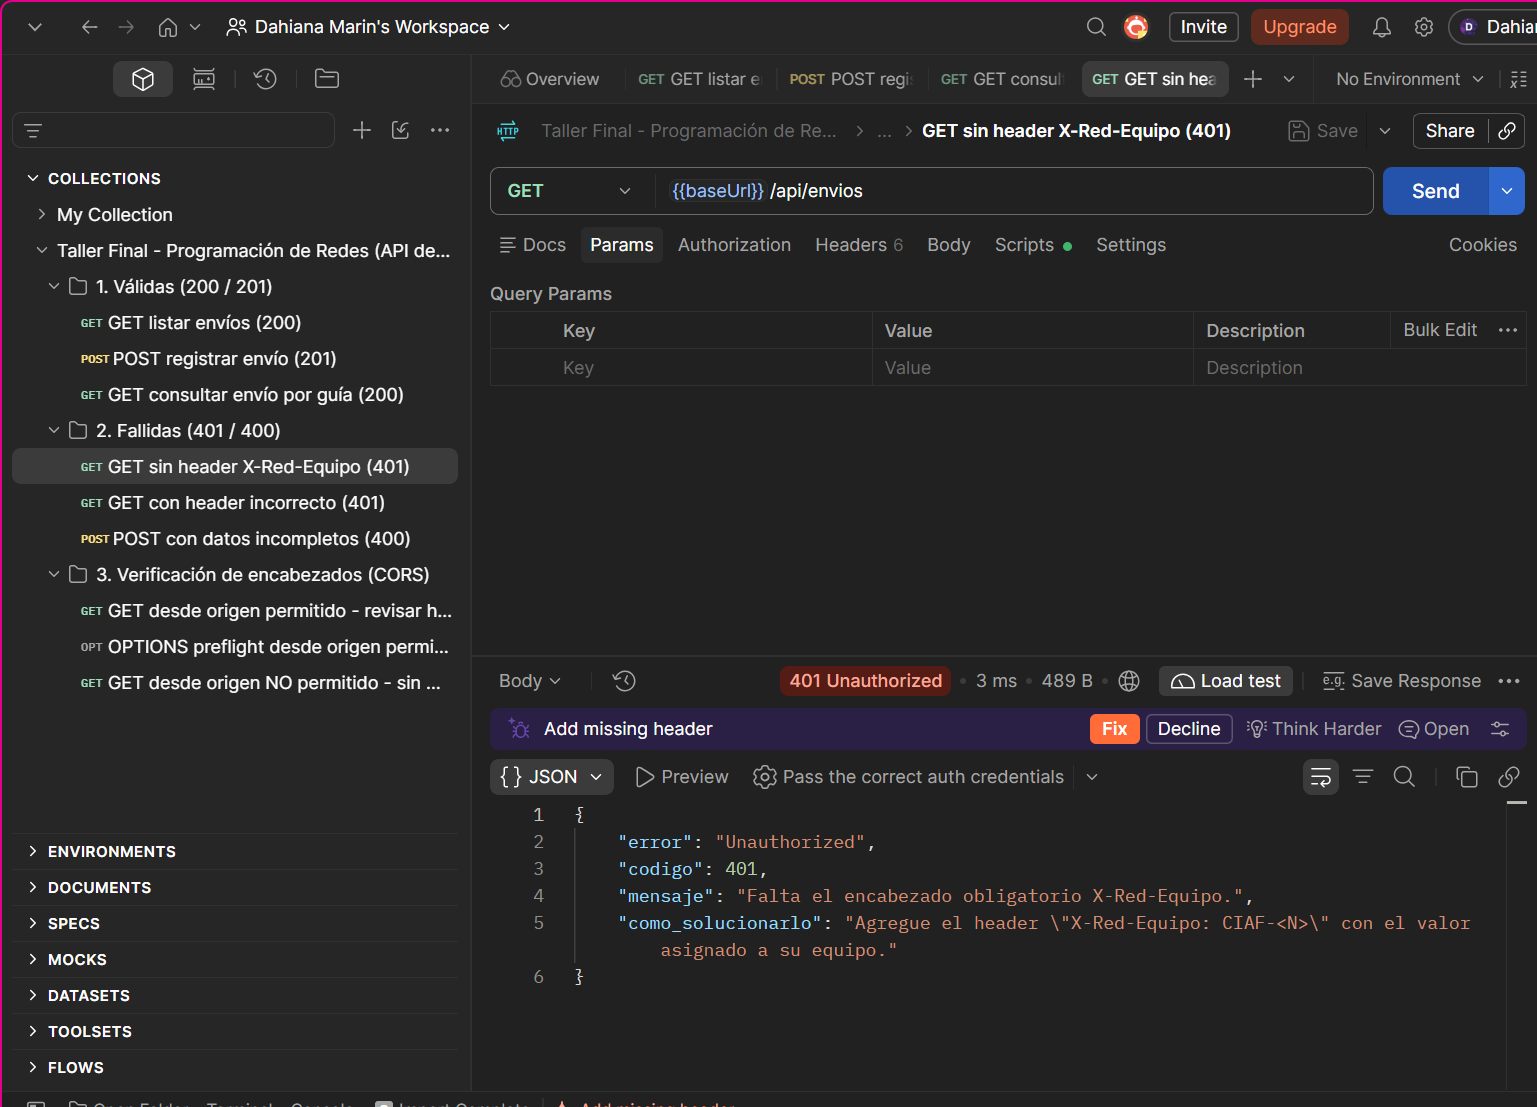 Dahiana Marin's Workspace
Invite
Upgrade
D
Dahian
Overview
GET GET listar e
POST POST regis
GET GET consul
GET GET sin hea
No Environment
COLLECTIONS
My Collection
Taller Final - Programación de Redes (API de...
1. Válidas (200 / 201)
GET GET listar envíos (200)
POST POST registrar envío (201)
GET GET consultar envío por guía (200)
2. Fallidas (401 / 400)
GET GET sin header X-Red-Equipo (401)
GET GET con header incorrecto (401)
POST POST con datos incompletos (400)
3. Verificación de encabezados (CORS)
GET GET desde origen permitido - revisar h...
OPT OPTIONS preflight desde origen permi...
GET GET desde origen NO permitido - sin ...
ENVIRONMENTS
DOCUMENTS
SPECS
MOCKS
DATASETS
TOOLSETS
FLOWS
HTTP
Taller Final - Programación de Re... > ... > GET sin header X-Red-Equipo (401)
Save
Share
GET
{{baseUrl}} /api/envios
Send
Docs
Params
Authorization
Headers 6
Body
Scripts
Settings
Cookies
Query Params
Key Value Description Bulk Edit
Key Value Description
Body
401 Unauthorized • 3 ms • 489 B
Load test
e.g. Save Response
Add missing header
Fix
Decline
Think Harder
Open
{} JSON
Preview
Pass the correct auth credentials
1 {
2 "error": "Unauthorized",
3 "codigo": 401,
4 "mensaje": "Falta el encabezado obligatorio X-Red-Equipo.",
5 "como_solucionarlo": "Agregue el header \"X-Red-Equipo: CIAF-<N>\" con el valor
asignado a su equipo."
6 }